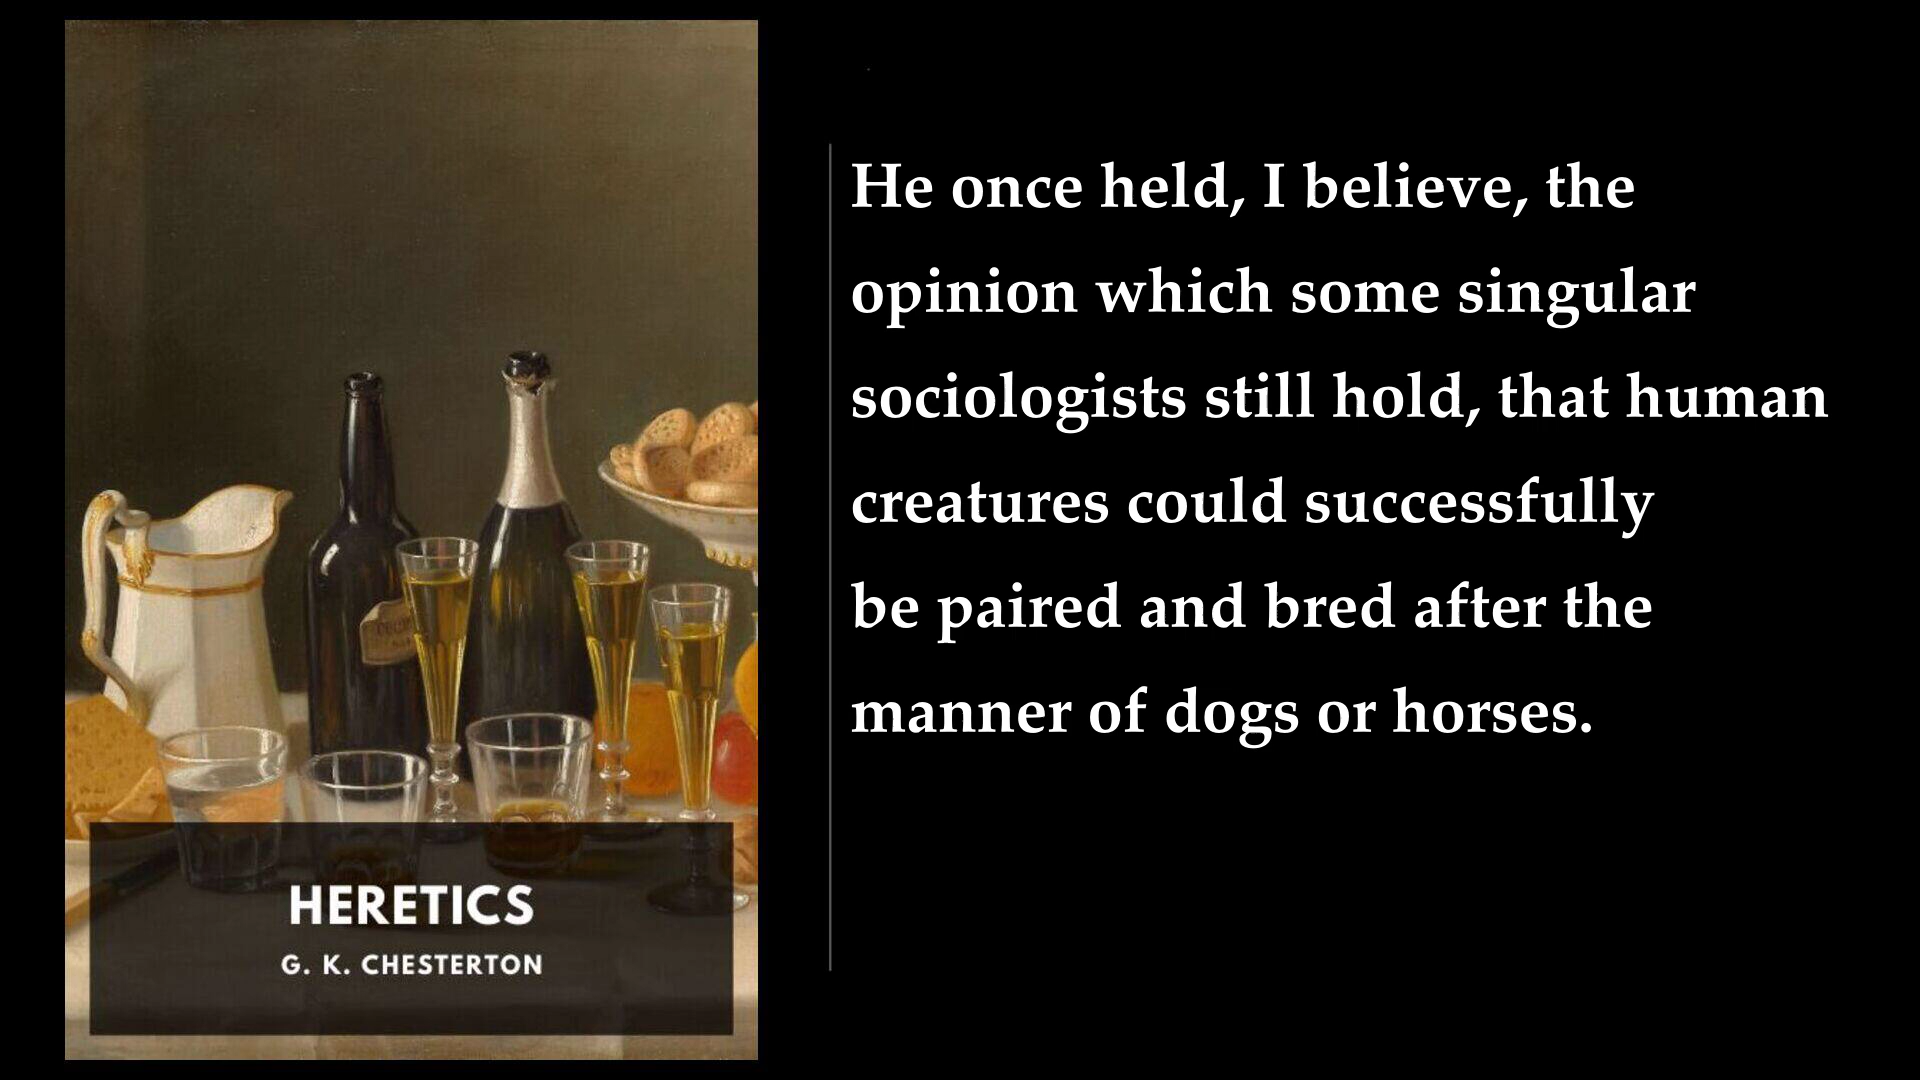 He once held, I believe, the
opinion which some singular
sociologists still hold, that human
creatures could successfully
be paired and bred after the
manner of dogs or horses.
HERETICS
G. K. CHESTERTON